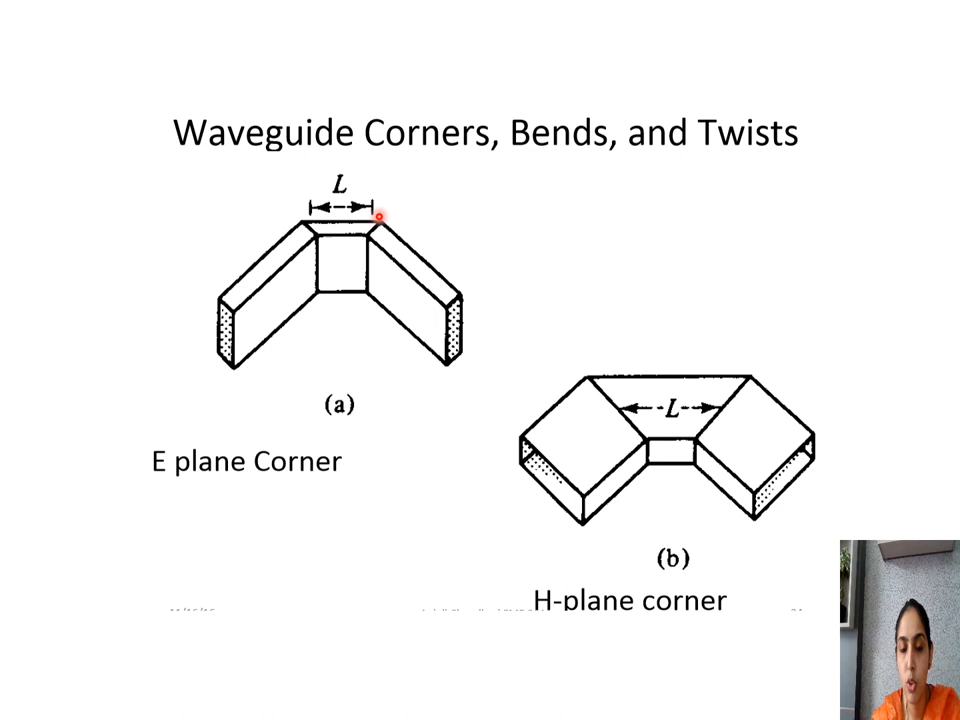 Waveguide Corners, Bends, and Twists
L
(a)
E plane Corner
L
(b)
H-plane corner